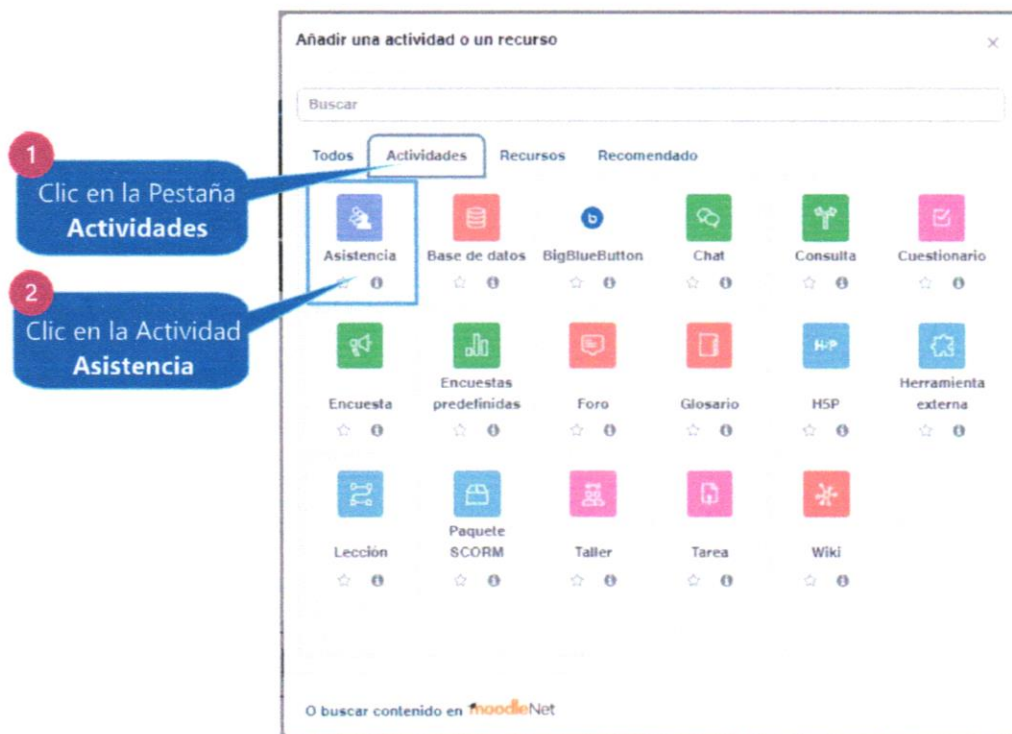 Añadir una actividad o un recurso
Buscar
Todos Actividades Recursos Recomendado
1
Clic en la Pestaña
Actividades
2
Clic en la Actividad
Asistencia
Asistencia Base de datos BigBlueButton Chat Consulta Cuestionario
b
Encuesta Encuestas predefinidas Foro Glosario H5P Herramienta externa
H-P
Lección Paquete SCORM Taller Tarea Wiki
O buscar contenido en moodleNet